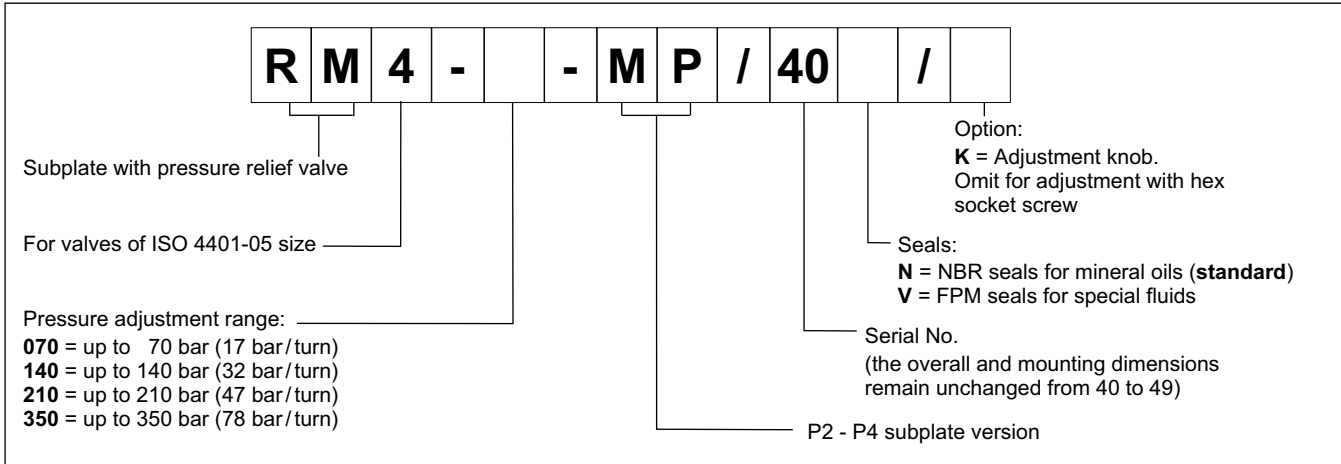 R M 4 - - M P / 40 /
Subplate with pressure relief valve
For valves of ISO 4401-05 size
Pressure adjustment range:
070 = up to 70 bar (17 bar/turn)
140 = up to 140 bar (32 bar/turn)
210 = up to 210 bar (47 bar/turn)
350 = up to 350 bar (78 bar/turn)
Option:
K = Adjustment knob.
Omit for adjustment with hex
socket screw
Seals:
N = NBR seals for mineral oils (standard)
V = FPM seals for special fluids
Serial No.
(the overall and mounting dimensions
remain unchanged from 40 to 49)
P2 - P4 subplate version